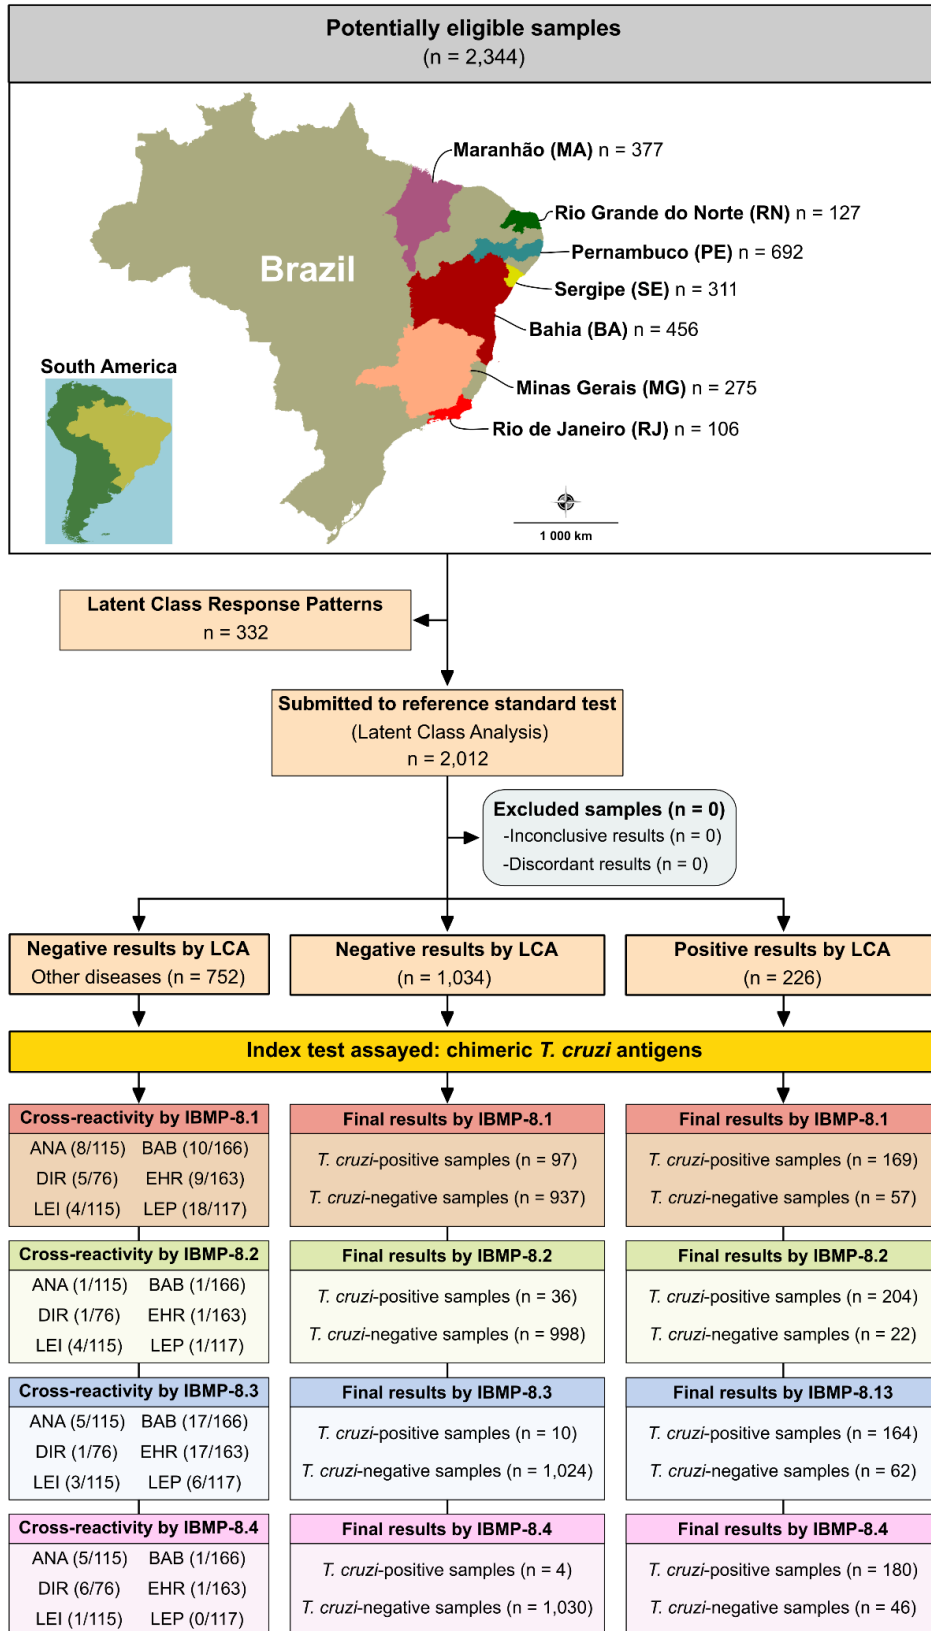 Potentially eligible samples
(n = 2,344)
Maranhão (MA) n = 377
Rio Grande do Norte (RN) n = 127
Pernambuco (PE) n = 692
Sergipe (SE) n = 311
Bahia (BA) n = 456
Minas Gerais (MG) n = 275
Rio de Janeiro (RJ) n = 106
Brazil
South America
1 000 km
Latent Class Response Patterns
n = 332
Submitted to reference standard test
(Latent Class Analysis)
n = 2,012
Excluded samples (n = 0)
-Inconclusive results (n = 0)
-Discordant results (n = 0)
Negative results by LCA
Other diseases (n = 752)
Negative results by LCA
(n = 1,034)
Positive results by LCA
(n = 226)
Index test assayed: chimeric T. cruzi antigens
Cross-reactivity by IBMP-8.1
ANA (8/115) BAB (10/166)
DIR (5/76) EHR (9/163)
LEI (4/115) LEP (18/117)
Final results by IBMP-8.1
T. cruzi-positive samples (n = 97)
T. cruzi-negative samples (n = 937)
Final results by IBMP-8.1
T. cruzi-positive samples (n = 169)
T. cruzi-negative samples (n = 57)
Cross-reactivity by IBMP-8.2
ANA (1/115) BAB (1/166)
DIR (1/76) EHR (1/163)
LEI (4/115) LEP (1/117)
Final results by IBMP-8.2
T. cruzi-positive samples (n = 36)
T. cruzi-negative samples (n = 998)
Final results by IBMP-8.2
T. cruzi-positive samples (n = 204)
T. cruzi-negative samples (n = 22)
Cross-reactivity by IBMP-8.3
ANA (5/115) BAB (17/166)
DIR (1/76) EHR (17/163)
LEI (3/115) LEP (6/117)
Final results by IBMP-8.3
T. cruzi-positive samples (n = 10)
T. cruzi-negative samples (n = 1,024)
Final results by IBMP-8.13
T. cruzi-positive samples (n = 164)
T. cruzi-negative samples (n = 62)
Cross-reactivity by IBMP-8.4
ANA (5/115) BAB (1/166)
DIR (6/76) EHR (1/163)
LEI (1/115) LEP (0/117)
Final results by IBMP-8.4
T. cruzi-positive samples (n = 4)
T. cruzi-negative samples (n = 1,030)
Final results by IBMP-8.4
T. cruzi-positive samples (n = 180)
T. cruzi-negative samples (n = 46)